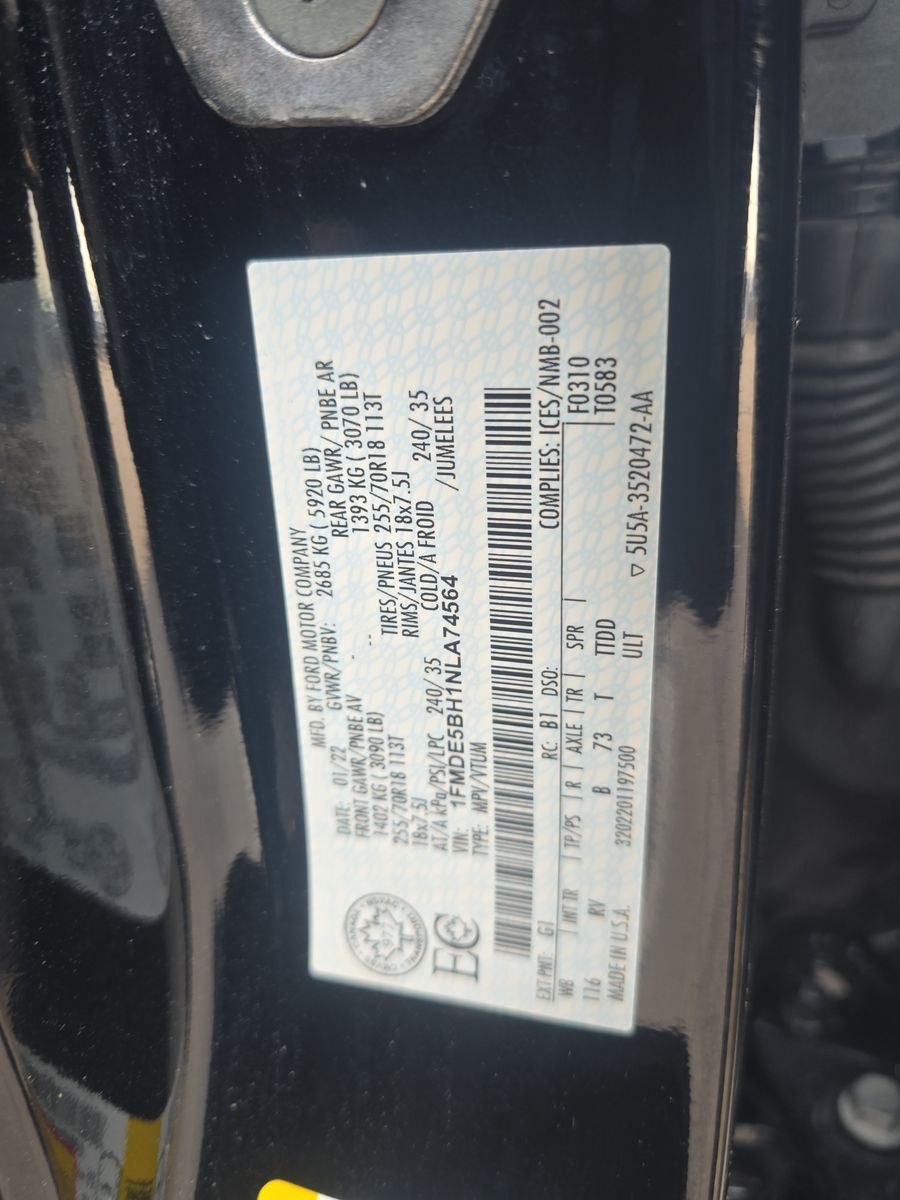 MFD. BY FORD MOTOR COMPANY
DATE: 01/22 GVWR/PNBV: 2685 KG ( 5920 LB)
FRONT GAWR/PNBE AV REAR GAWR/ PNBE AR
1402 KG ( 3090 LB) 1393 KG ( 3070 LB)
255/70R18 113T TIRES/PNEUS 255/70R18 113T
18x7.5J RIMS/JANTES 18x7.5J
AT/A kPa/PSI/LPC 240/ 35 COLD/A FROID 240/ 35
VIN: 1FMDE5BH1NLA74564 /JUMELEES
TYPE: MPV/VTUM
CANADA
EC
EXT PNT: G1 RC: B1 DSO: COMPLIES: ICES/NMB-002
WB | INT TR | TP/PS | R | AXLE | TR | SPR | F0310
116 RV B 73 T TTDD T0583
ULT
MADE IN U.S.A. 3202201197500 ▽ 5U5A-3520472-AA